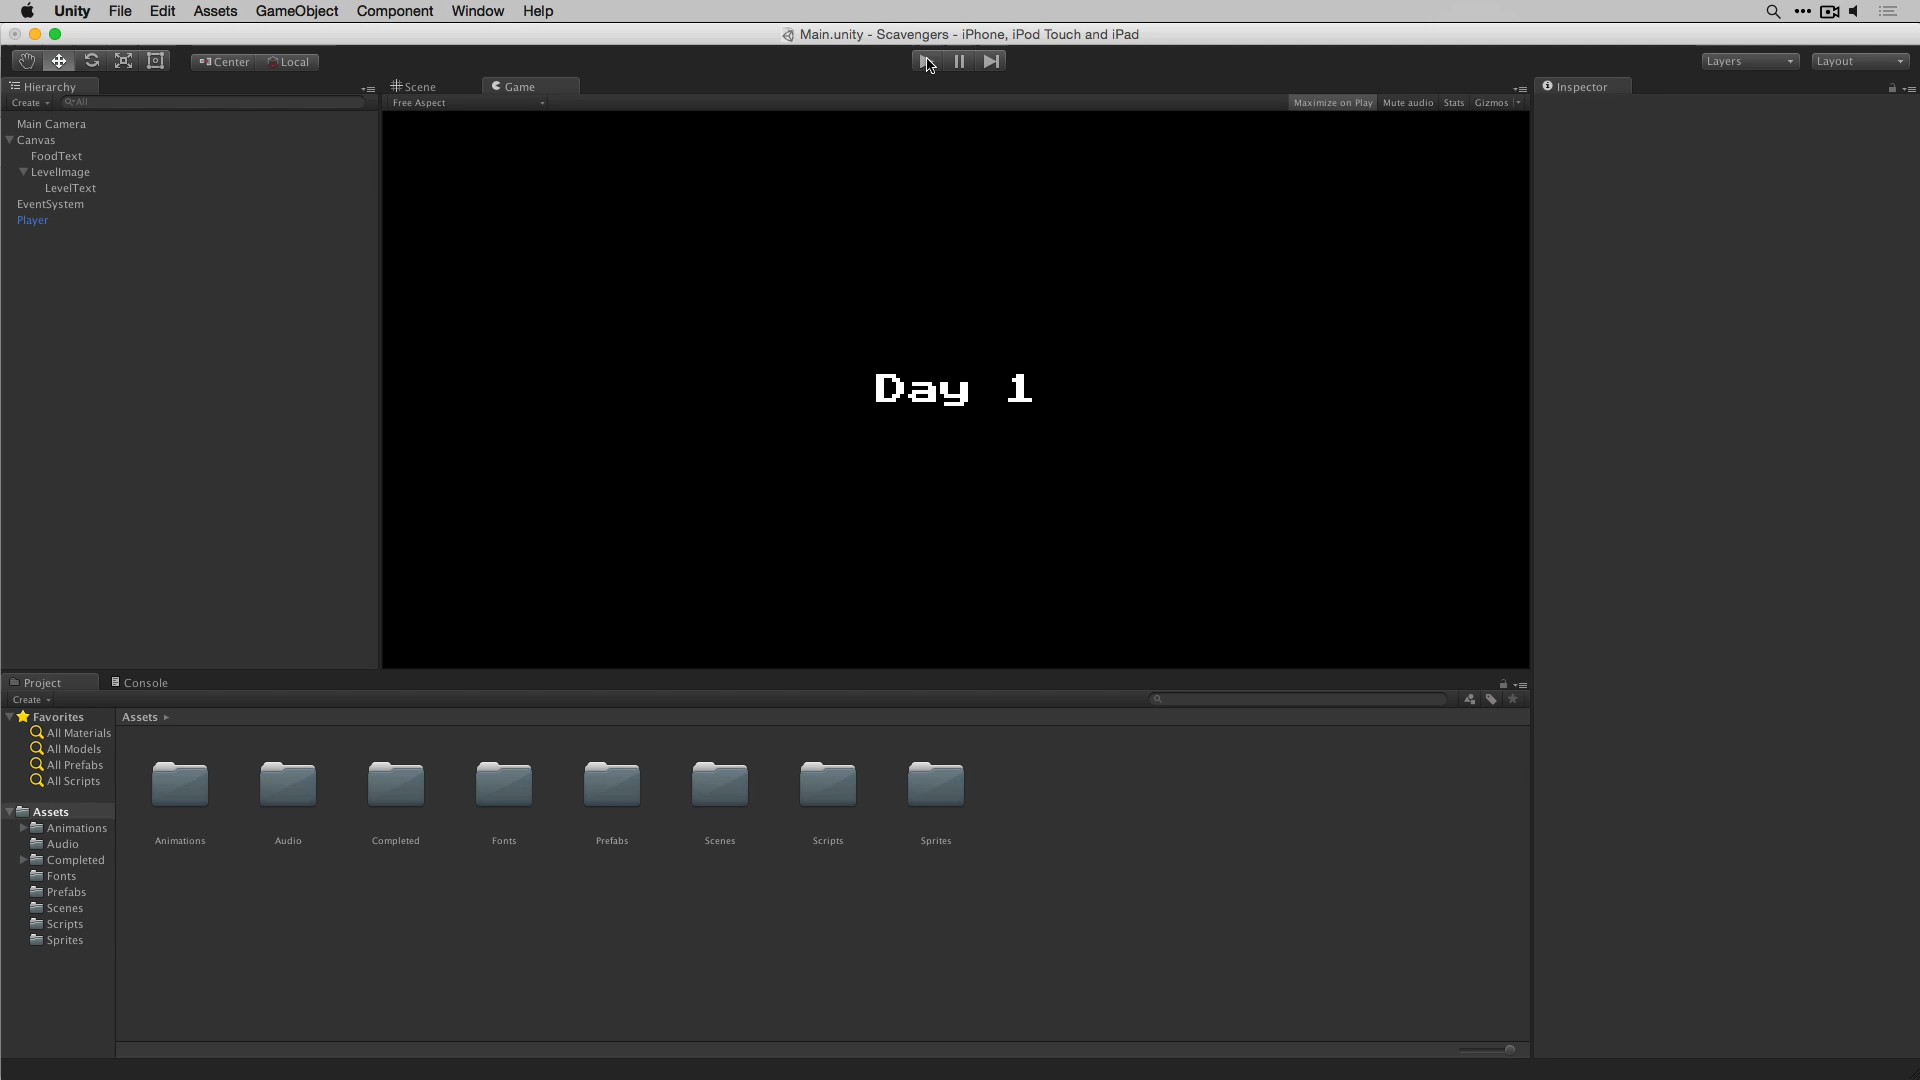 Unity File Edit Assets GameObject Component Window Help
Main.unity - Scavengers - iPhone, iPod Touch and iPad
Center Local Layers Layout
Hierarchy Scene Game Inspector
Create All Free Aspect Maximize on Play Mute audio Stats Gizmos
Main Camera
Canvas
FoodText
LevelImage
LevelText
EventSystem
Player
Day 1
Project Console
Create
Favorites Assets
All Materials
All Models
All Prefabs
All Scripts
Assets
Animations
Audio
Completed
Fonts
Prefabs
Scenes
Scripts
Sprites
Animations Audio Completed Fonts Prefabs Scenes Scripts Sprites